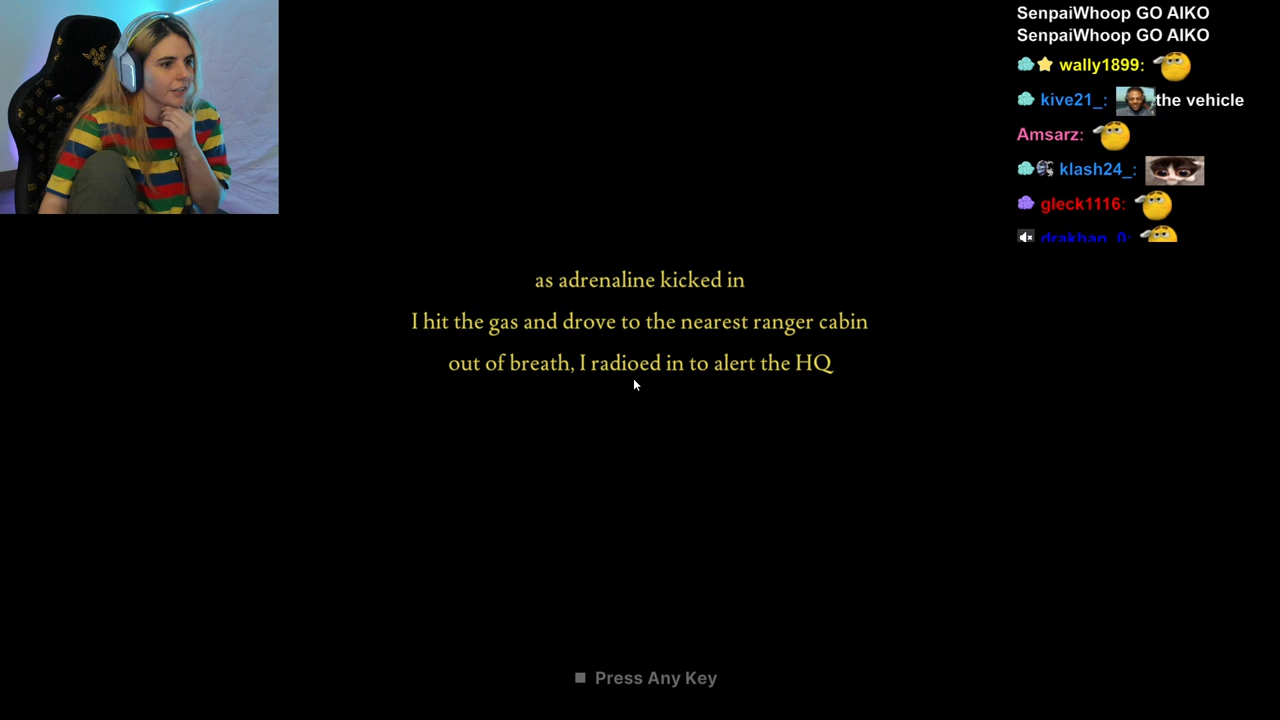 SenpaiWhoop GO AIKO
SenpaiWhoop GO AIKO
wally1899:
kive21_: the vehicle
Amsarz:
klash24_:
gleck1116:
as adrenaline kicked in
I hit the gas and drove to the nearest ranger cabin
out of breath, I radioed in to alert the HQ
Press Any Key